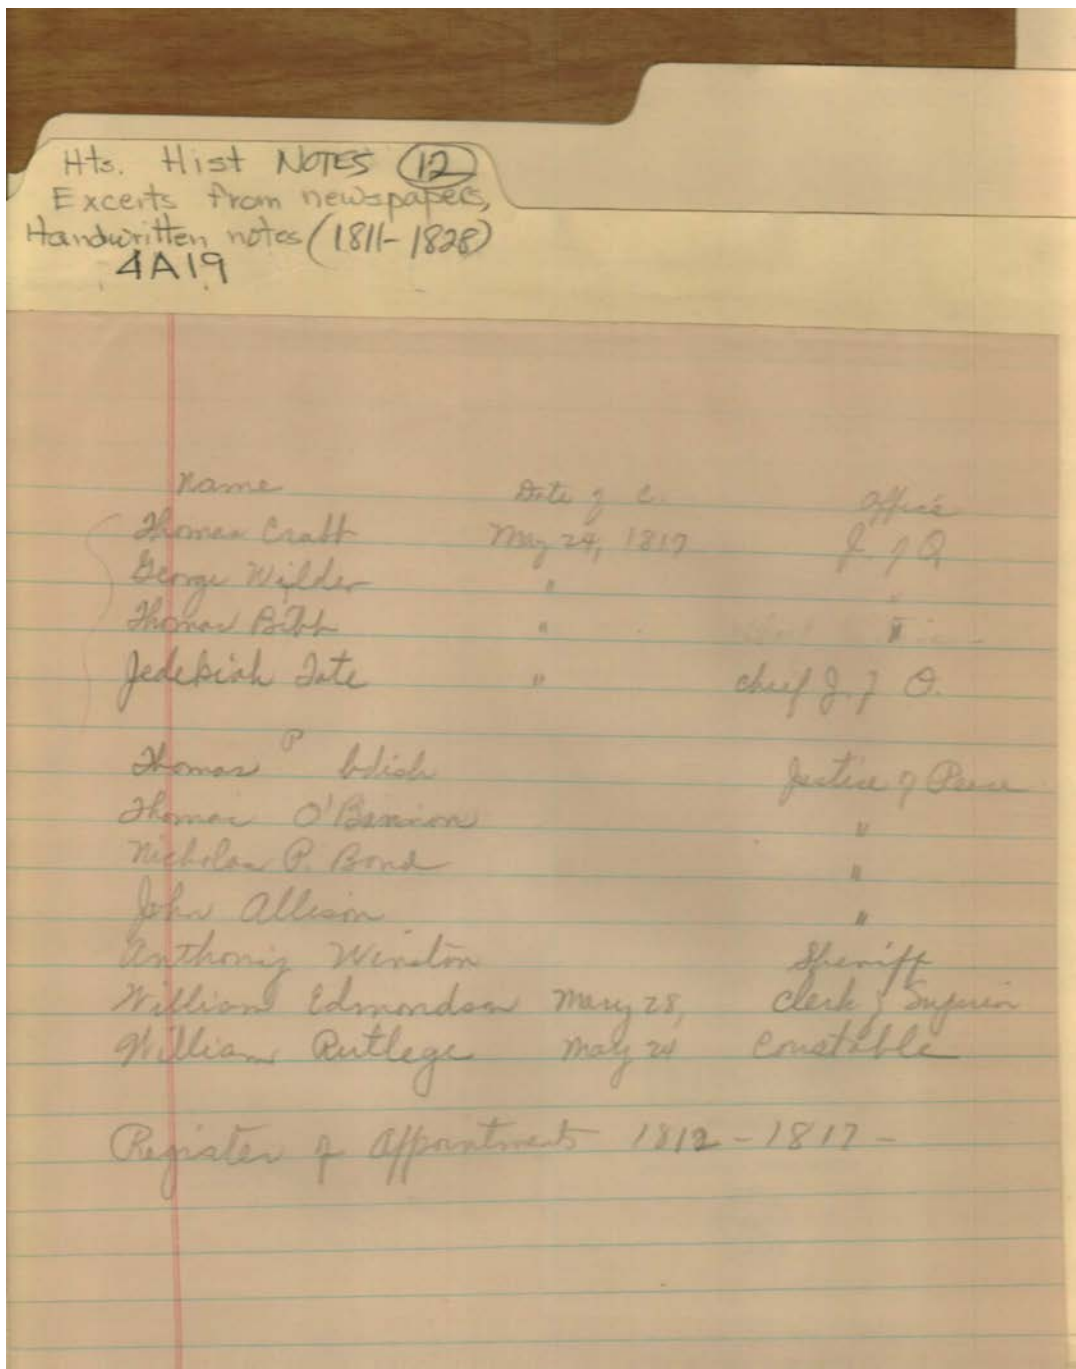 Hts. Hist NOTES 12
Excerts from newspapers,
Handwritten notes (1811-1828)
4A19
Name Date of C. Office
Thomas Craft May 24, 1817 J. of Q
George Wilder " "
Thomas Bibb " "
Jedekiah Tate " chief J. of Q.
Thomas P Justice of Peace
Thomas O'Bannion "
Nicholas P. Bond "
John Allison "
Anthony Winston Sheriff
William Edmondson May 28, Clerk of Superior
William Rutlege May 24 Constable
Register of Appointments 1812-1817-